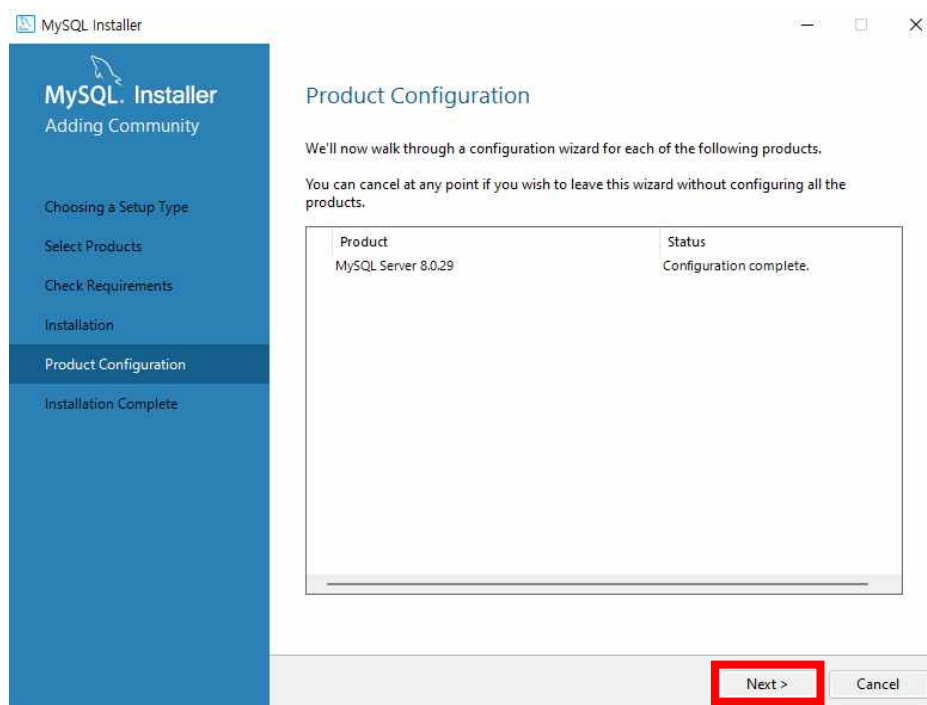 MySQL Installer
MySQL. Installer
Adding Community
Choosing a Setup Type
Select Products
Check Requirements
Installation
Product Configuration
Installation Complete
Product Configuration
We'll now walk through a configuration wizard for each of the following products.
You can cancel at any point if you wish to leave this wizard without configuring all the
products.
Product Status
MySQL Server 8.0.29 Configuration complete.
Next > Cancel